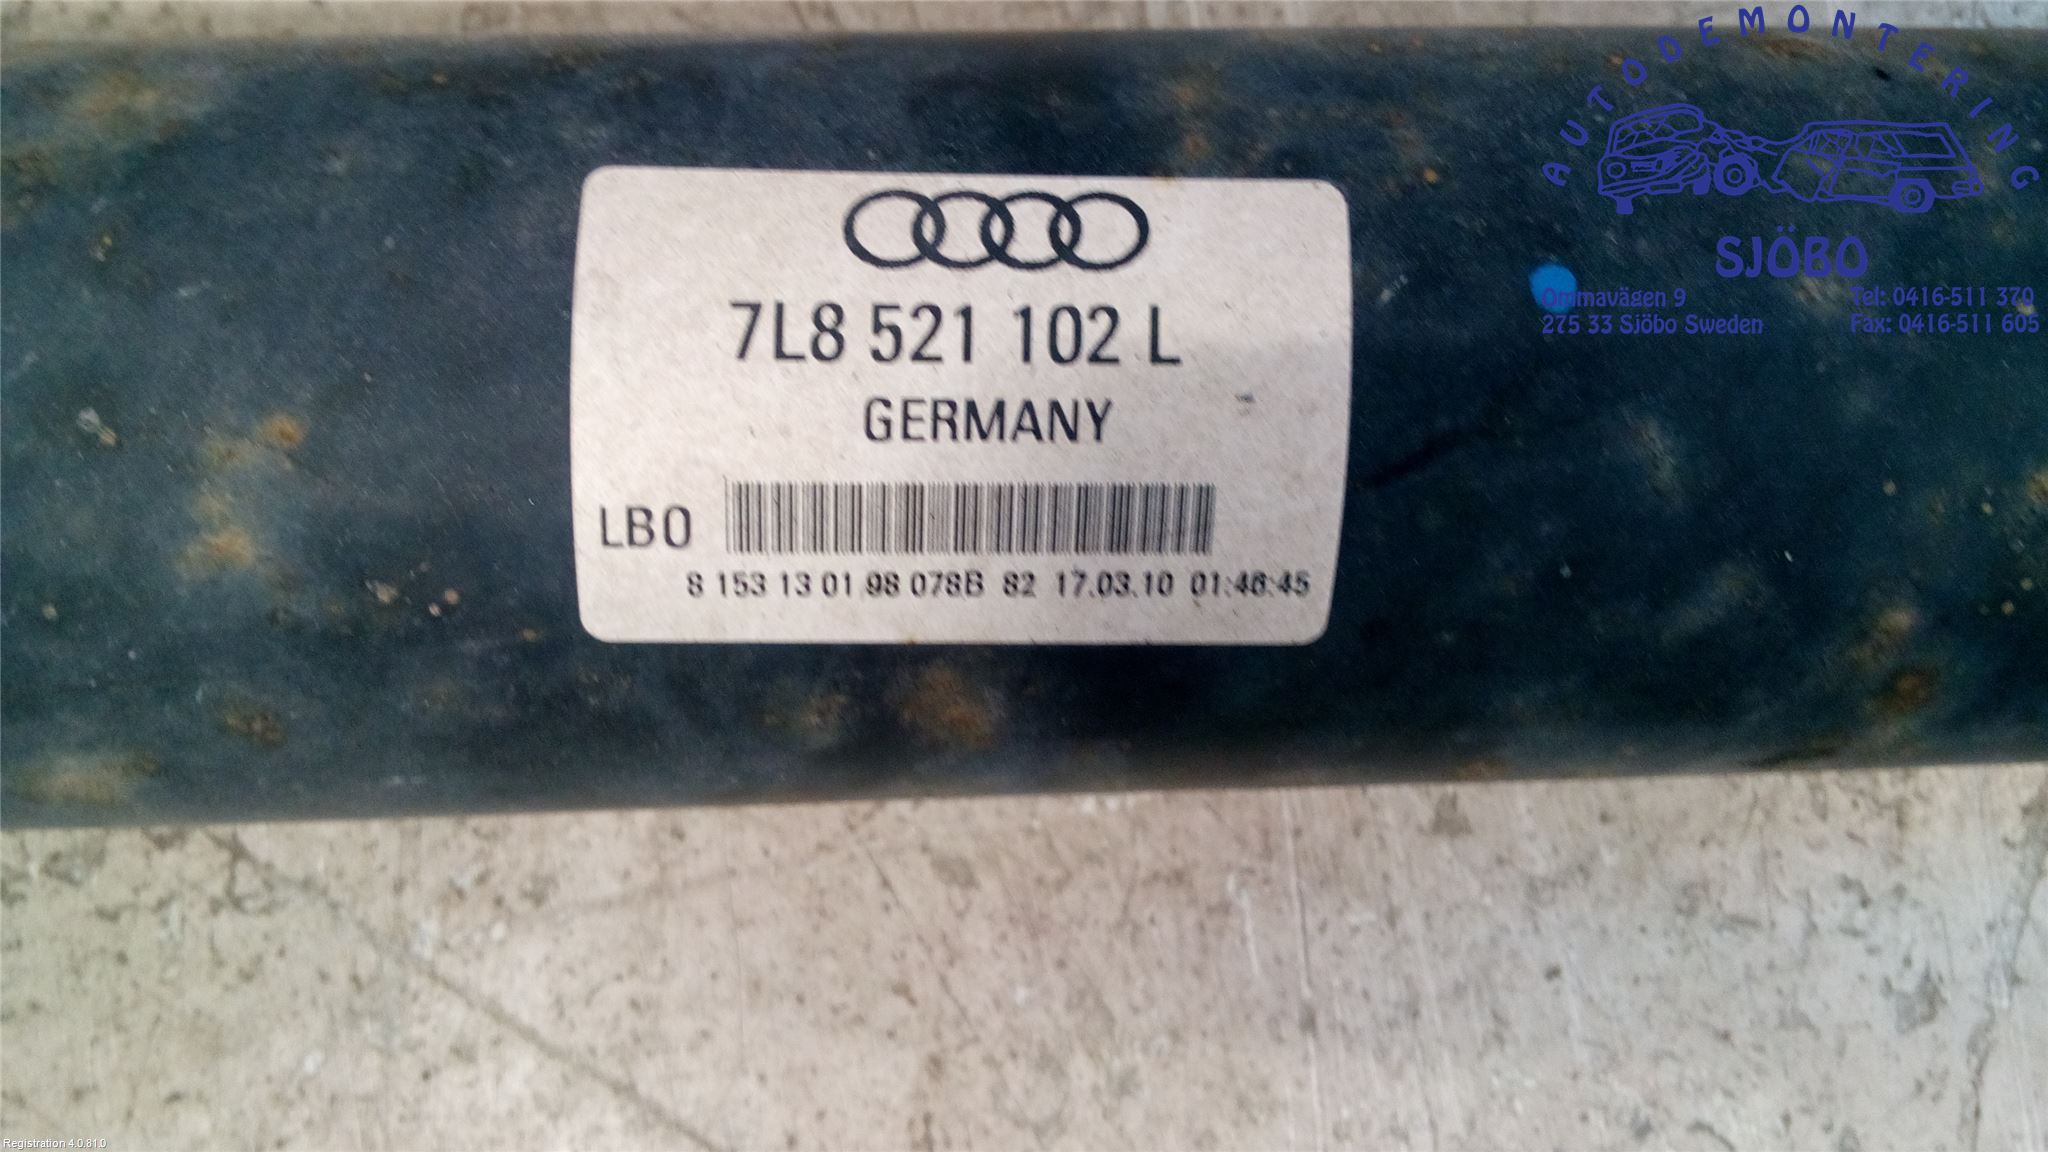 AUTODEMONTERING
SJÖBO
Ommavägen 9
Tel: 0416-511 370
275 33 Sjöbo Sweden
Fax: 0416-511 605
7L8 521 102 L
GERMANY
LB0
8 153 13 01 98 078B 82 17.03.10 01:46:45
Registration 4.0.81.0